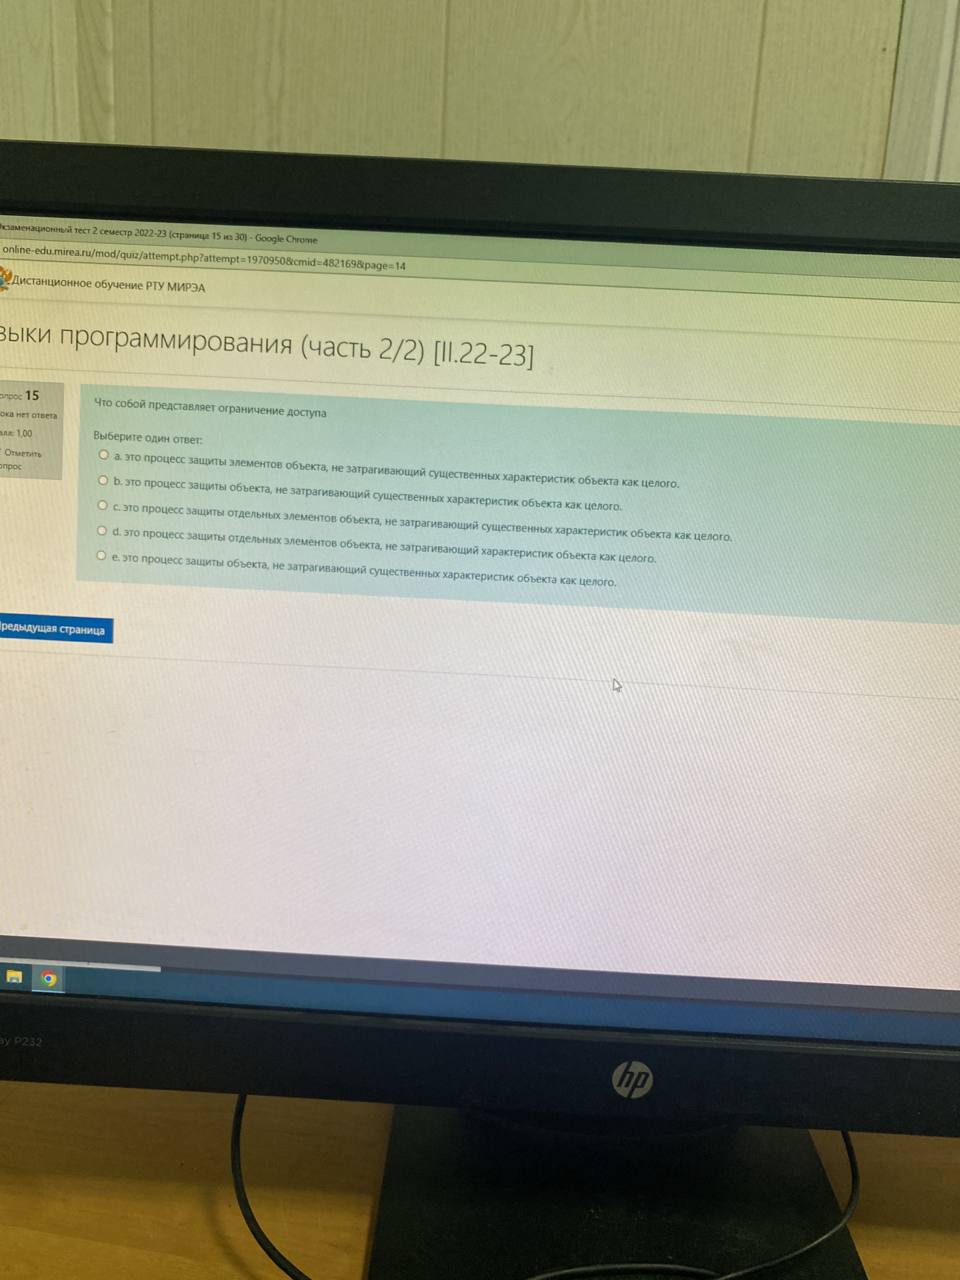 Экзаменационный тест 2 семестр 2022-23 (страница 15 из 30) - Google Chrome
online-edu.mirea.ru/mod/quiz/attempt.php?attempt=1970950&cmid=482169&page=14
Дистанционное обучение РТУ МИРЭА
зыки программирования (часть 2/2) [II.22-23]
опрос 15
ока нет ответа
алл: 1,00
Отметить
опрос
Что собой представляет ограничение доступа
Выберите один ответ:
a. это процесс защиты элементов объекта, не затрагивающий существенных характеристик объекта как целого.
b. это процесс защиты объекта, не затрагивающий существенных характеристик объекта как целого.
c. это процесс защиты отдельных элементов объекта, не затрагивающий существенных характеристик объекта как целого.
d. это процесс защиты отдельных элементов объекта, не затрагивающий характеристик объекта как целого.
e. это процесс защиты объекта, не затрагивающий существенных характеристик объекта как целого.
Предыдущая страница
ay P232
hp